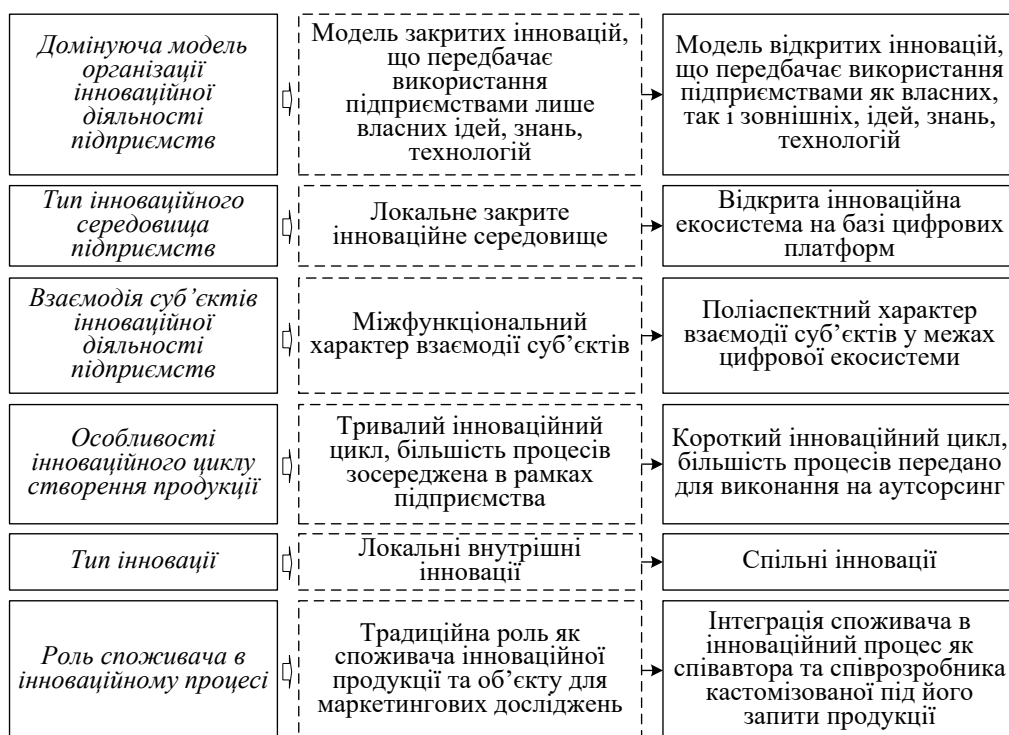 Домінуюча модель
організації
інноваційної
діяльності
підприємств
Модель закритих інновацій,
що передбачає
використання
підприємствами лише
власних ідей, знань,
технологій
Модель відкритих інновацій,
що передбачає використання
підприємствами як власних,
так і зовнішніх, ідей, знань,
технологій
Тип інноваційного
середовища
підприємств
Локальне закрите
інноваційне середовище
Відкрита інноваційна
екосистема на базі цифрових
платформ
Взаємодія суб’єктів
інноваційної
діяльності
підприємств
Міжфункціональний
характер взаємодії суб’єктів
Поліаспектний характер
взаємодії суб’єктів у межах
цифрової екосистеми
Особливості
інноваційного циклу
створення продукції
Тривалий інноваційний
цикл, більшість процесів
зосереджена в рамках
підприємства
Короткий інноваційний цикл,
більшість процесів передано
для виконання на аутсорсинг
Тип інновації
Локальні внутрішні
інновації
Спільні інновації
Роль споживача в
інноваційному процесі
Традиційна роль як
споживача інноваційної
продукції та об’єкту для
маркетингових досліджень
Інтеграція споживача в
інноваційний процес як
співавтора та співрозробника
кастомізованої під його
запити продукції